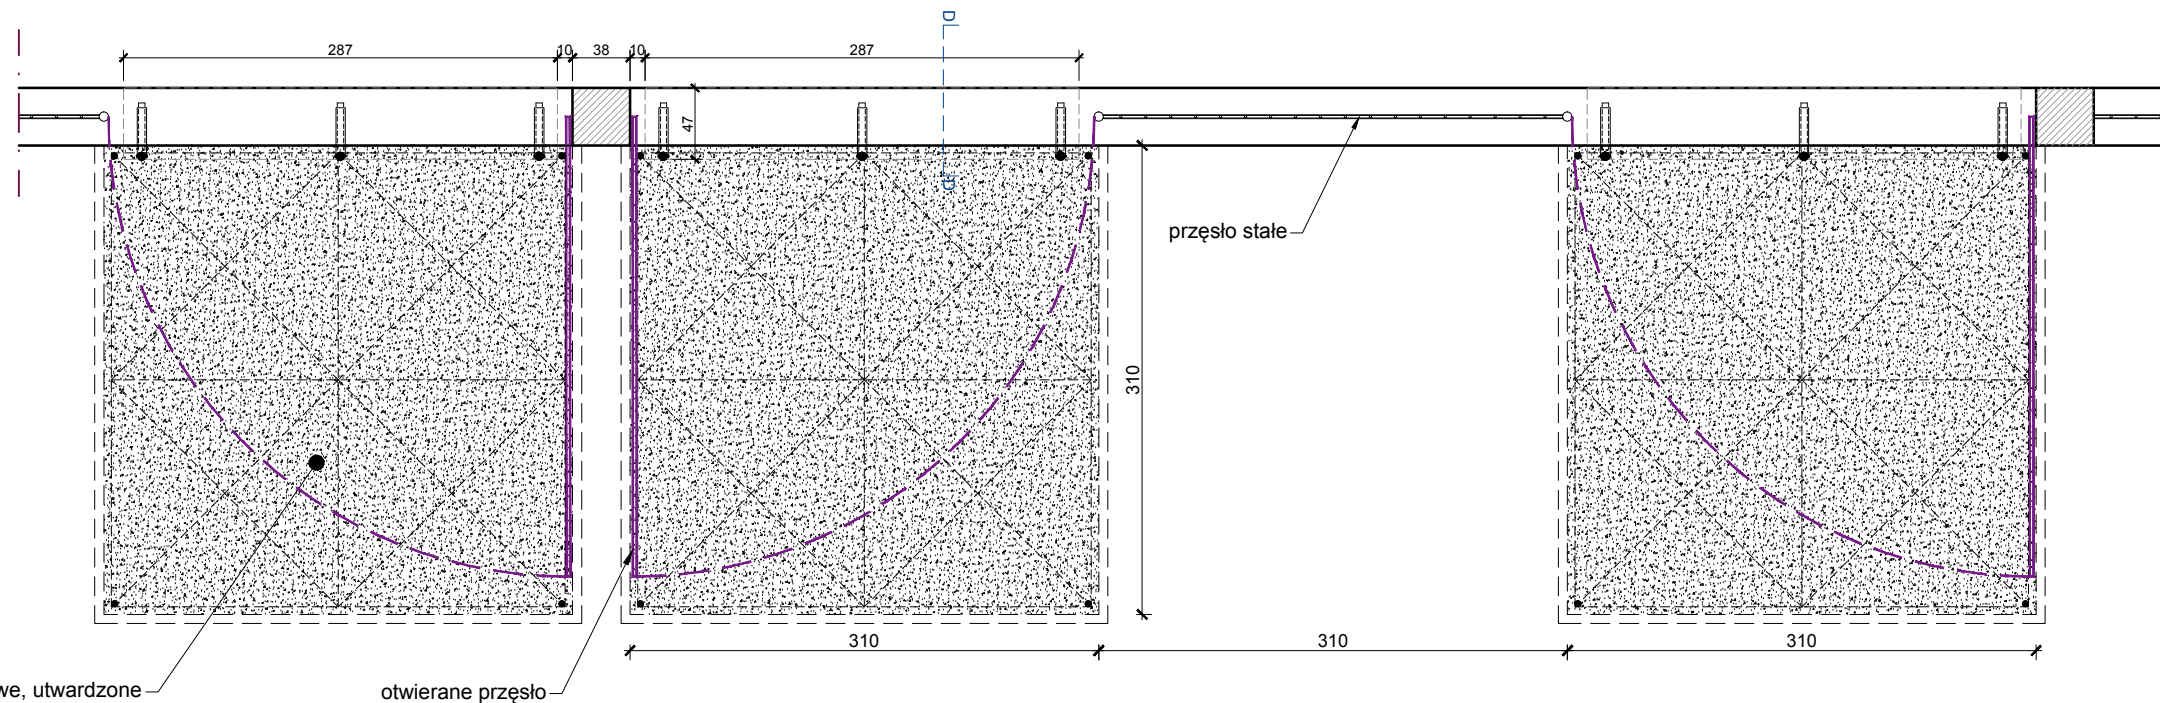 D
287
10
38
10
287
47
D
przęsło stałe
310
310
310
310
we, utwardzone
otwierane przęsło